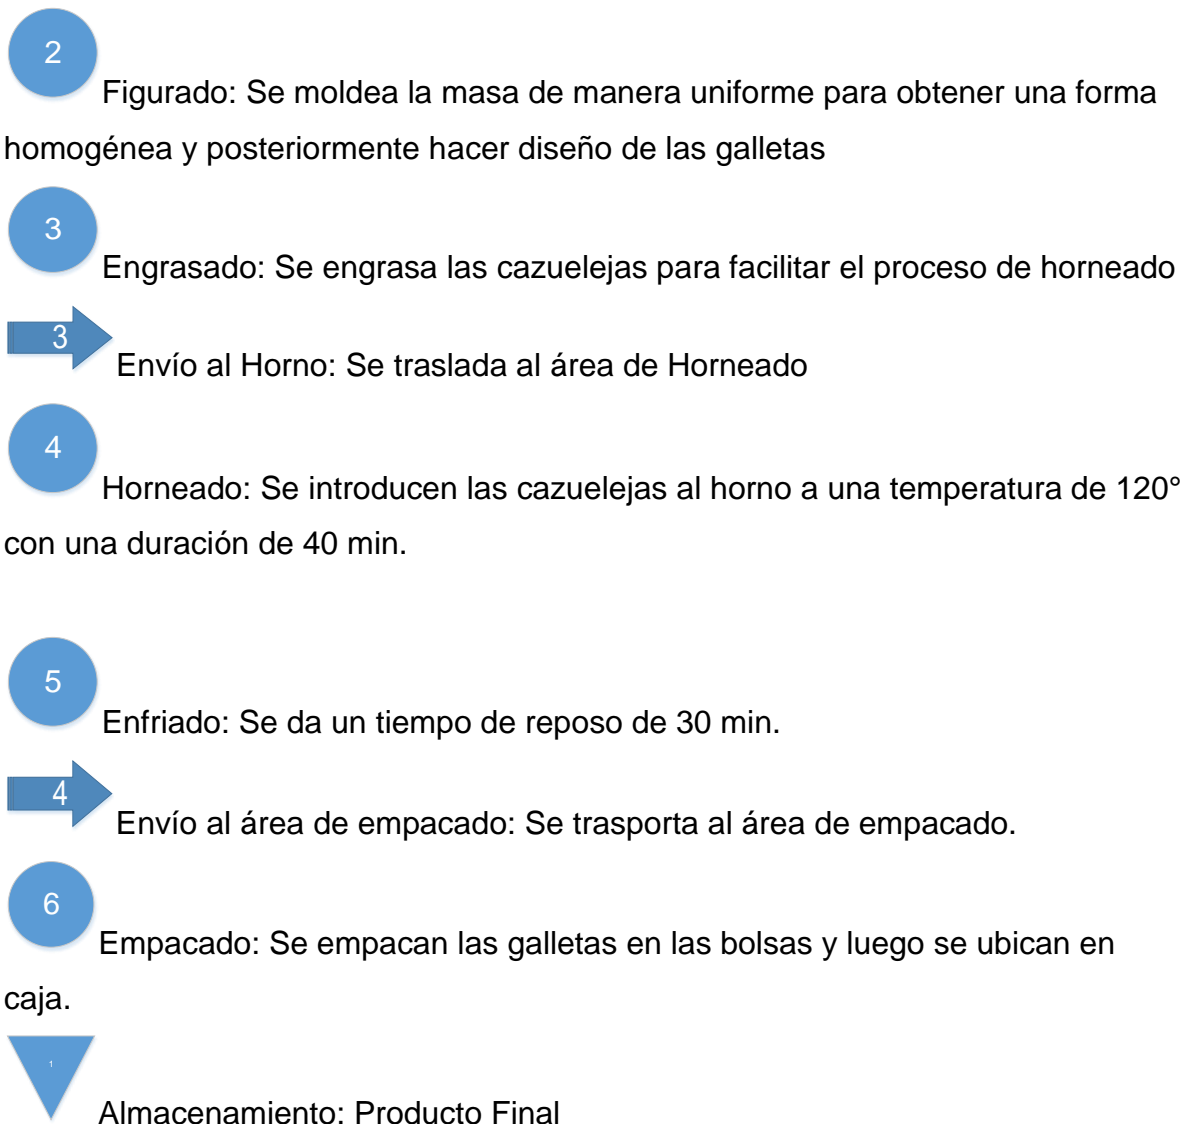 2
Figurado: Se moldea la masa de manera uniforme para obtener una forma
homogénea y posteriormente hacer diseño de las galletas
3
Engrasado: Se engrasa las cazuelejas para facilitar el proceso de horneado
3
Envío al Horno: Se traslada al área de Horneado
4
Horneado: Se introducen las cazuelejas al horno a una temperatura de 120°
con una duración de 40 min.
5
Enfriado: Se da un tiempo de reposo de 30 min.
4
Envío al área de empacado: Se trasporta al área de empacado.
6
Empacado: Se empacan las galletas en las bolsas y luego se ubican en
caja.
1
Almacenamiento: Producto Final